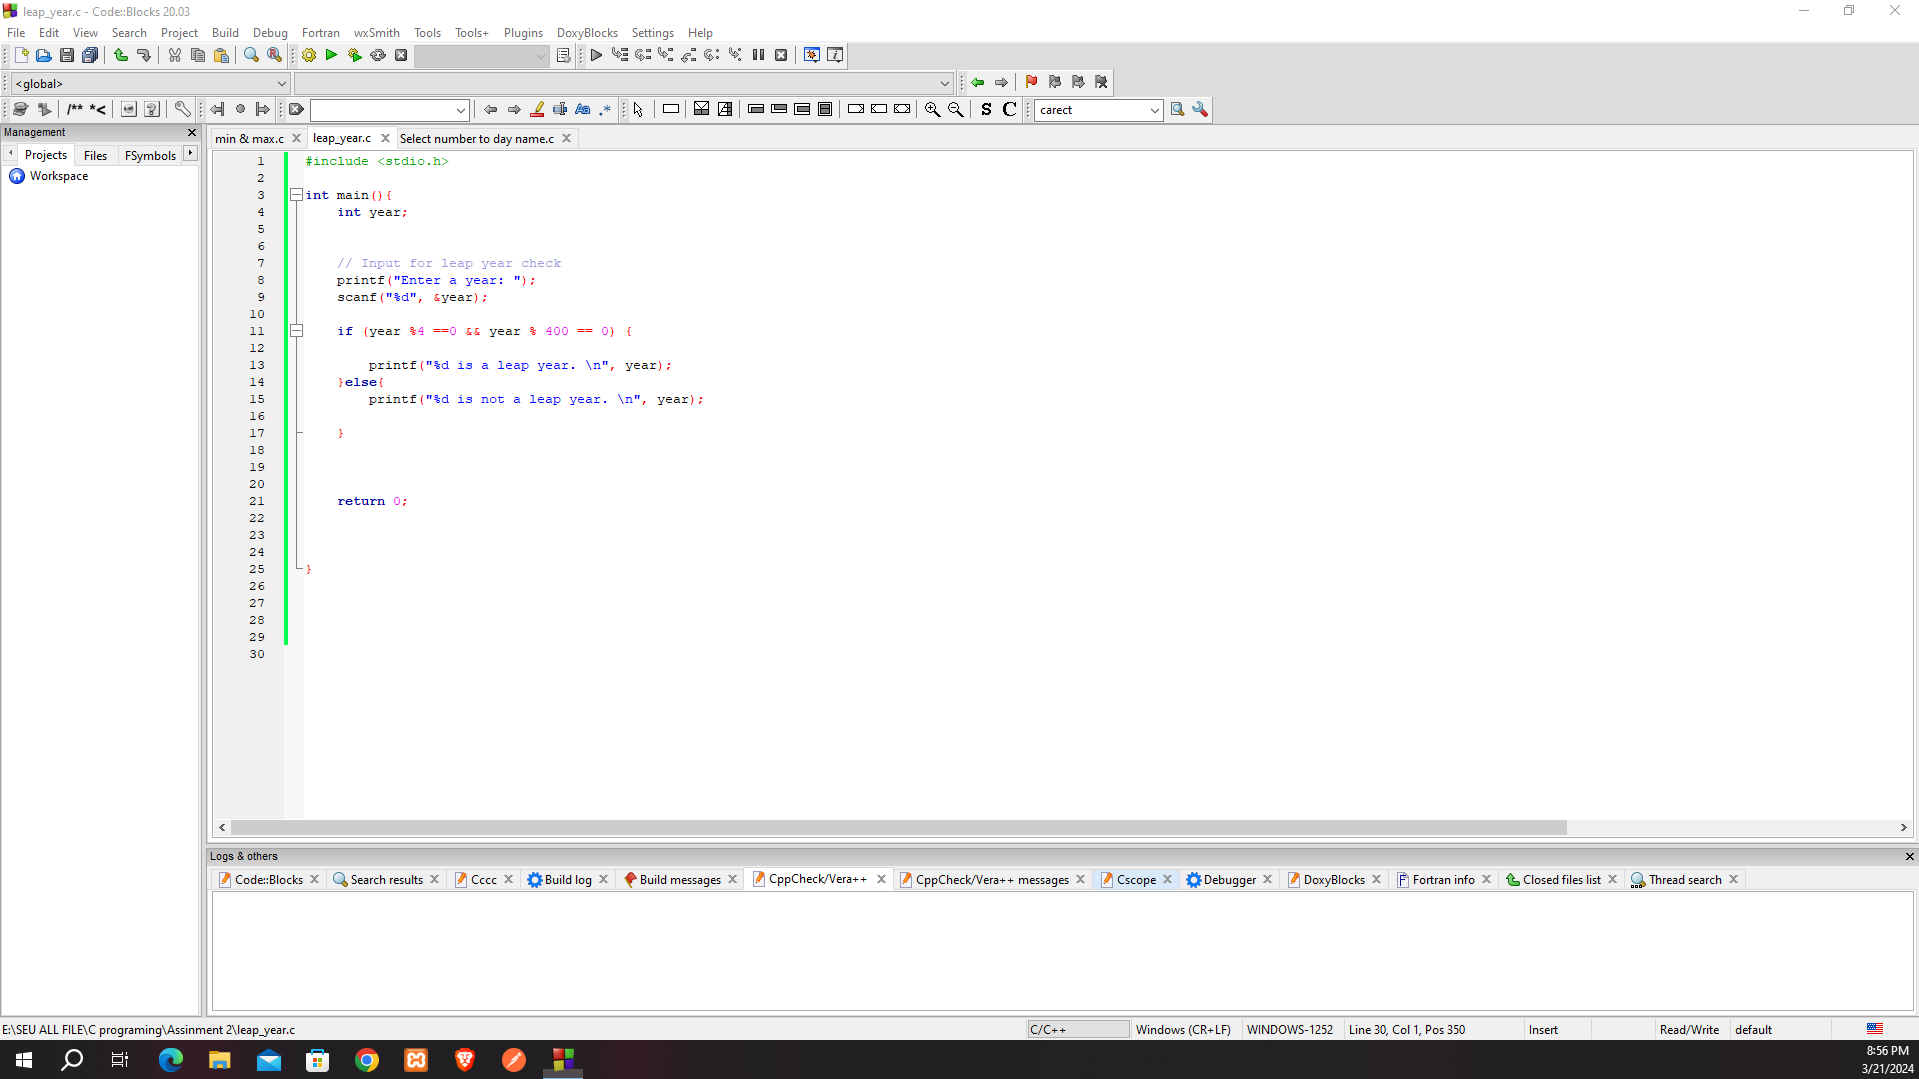 leap_year.c - Code::Blocks 20.03
File Edit View Search Project Build Debug Fortran wxSmith Tools Tools+ Plugins DoxyBlocks Settings Help
<global>
/** *< Aa .* S C carect
Management
min & max.c leap_year.c Select number to day name.c
Projects Files FSymbols
Workspace
1 #include <stdio.h>
2
3 int main(){
4 int year;
5
6
7 // Input for leap year check
8 printf("Enter a year: ");
9 scanf("%d", &year);
10
11 if (year %4 ==0 && year % 400 == 0) {
12
13 printf("%d is a leap year. \n", year);
14 }else{
15 printf("%d is not a leap year. \n", year);
16
17 }
18
19
20
21 return 0;
22
23
24
25 }
26
27
28
29
30
Logs & others
Code::Blocks Search results Cccc Build log Build messages CppCheck/Vera++ CppCheck/Vera++ messages Cscope Debugger DoxyBlocks Fortran info Closed files list Thread search
E:\SEU ALL FILE\C programing\Assinment 2\leap_year.c C/C++ Windows (CR+LF) WINDOWS-1252 Line 30, Col 1, Pos 350 Insert Read/Write default
8:56 PM
3/21/2024